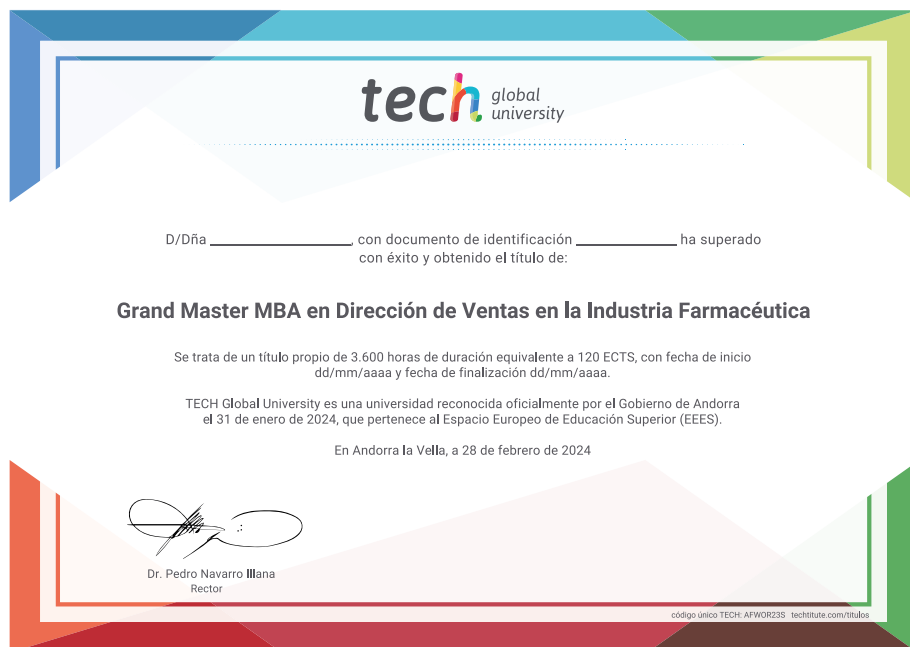 tech global university
D/Dña ________________, con documento de identificación ____________ ha superado
con éxito y obtenido el título de:
Grand Master MBA en Dirección de Ventas en la Industria Farmacéutica
Se trata de un título propio de 3.600 horas de duración equivalente a 120 ECTS, con fecha de inicio
dd/mm/aaaa y fecha de finalización dd/mm/aaaa.
TECH Global University es una universidad reconocida oficialmente por el Gobierno de Andorra
el 31 de enero de 2024, que pertenece al Espacio Europeo de Educación Superior (EEES).
En Andorra la Vella, a 28 de febrero de 2024
Dr. Pedro Navarro Illana
Rector
código único TECH: AFWOR23S techtitute.com/titulos